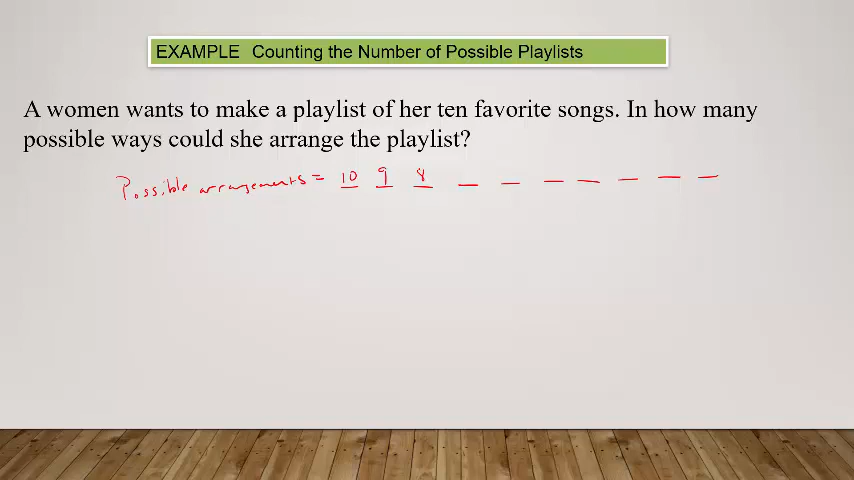 EXAMPLE Counting the Number of Possible Playlists
A women wants to make a playlist of her ten favorite songs. In how many
possible ways could she arrange the playlist?
Possible arrangements = 10 9 8 _ _ _ _ _ _ _